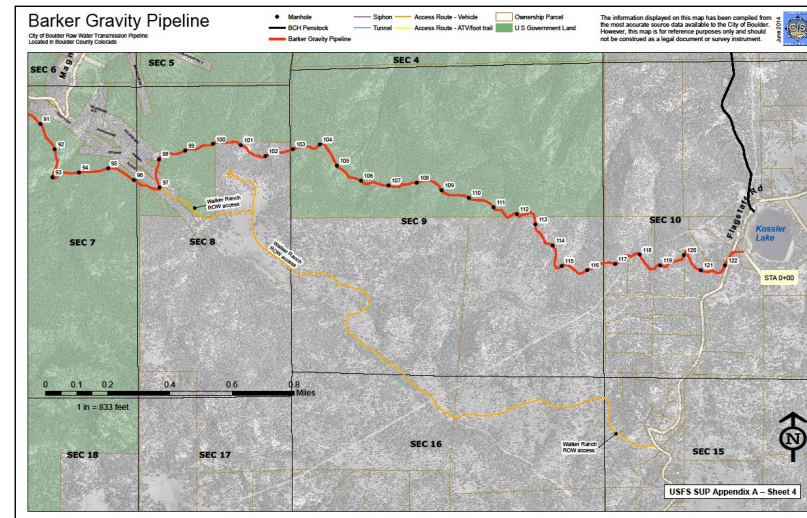 Barker Gravity Pipeline
City of Boulder Raw Water Transmission Pipeline
Located in Boulder County Colorado
Manhole
BCH Penstock
Barker Gravity Pipeline
Siphon
Tunnel
Access Route - Vehicle
Access Route - ATV/foot trail
Ownership Parcel
U S Government Land
The information displayed on this map has been compiled from
the most accurate source data available to the City of Boulder.
However, this map is for reference purposes only and should
not be construed as a legal document or survey instrument.
June 2014
SEC 6
SEC 5
SEC 4
Magn
91
92
93
94
95
96
97
98
99
100
101
102
103
104
105
106
107
108
109
110
111
112
113
114
115
116
117
118
119
120
121
122
Walker Ranch
ROW access
SEC 7
SEC 8
SEC 9
SEC 10
Flagstaff Rd
Kossler
Lake
STA 0+00
Walker Ranch
ROW access
0 0.1 0.2 0.4 0.6 0.8
Miles
1 in = 833 feet
SEC 18
SEC 17
SEC 16
SEC 15
Walker Ranch
ROW access
N
USFS SUP Appendix A – Sheet 4